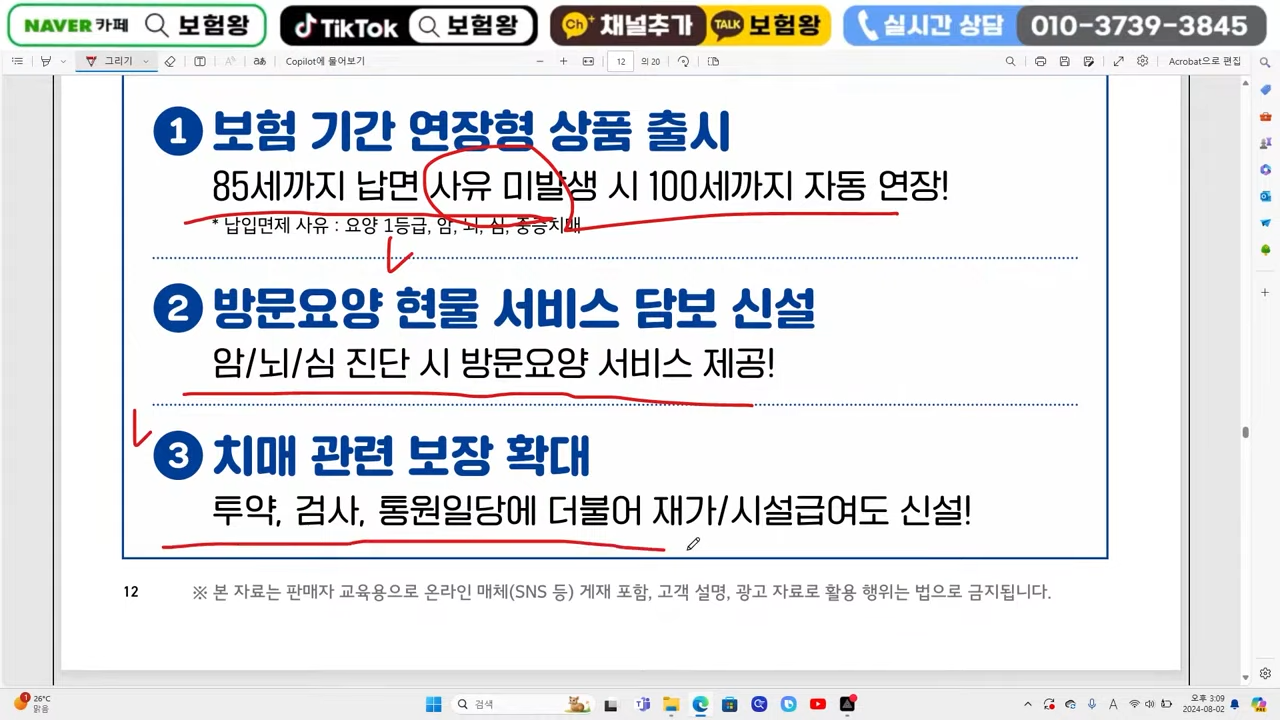 NAVER 카페 보험왕 TikTok 보험왕 Ch+ 채널추가 TALK 보험왕 실시간 상담 010-3739-3845
그리기 가 aあ Copilot에 물어보기 12 의 20 Acrobat으로 편집
1 보험 기간 연장형 상품 출시
85세까지 납면 사유 미발생 시 100세까지 자동 연장!
* 납입면제 사유 : 요양 1등급, 암, 뇌, 심, 중증치매
2 방문요양 현물 서비스 담보 신설
암/뇌/심 진단 시 방문요양 서비스 제공!
3 치매 관련 보장 확대
투약, 검사, 통원일당에 더불어 재가/시설급여도 신설!
12 ※ 본 자료는 판매자 교육용으로 온라인 매체(SNS 등) 게재 포함, 고객 설명, 광고 자료로 활용 행위는 법으로 금지됩니다.
1 26°C 검색 A 오후 3:09
맑음 2024-08-02